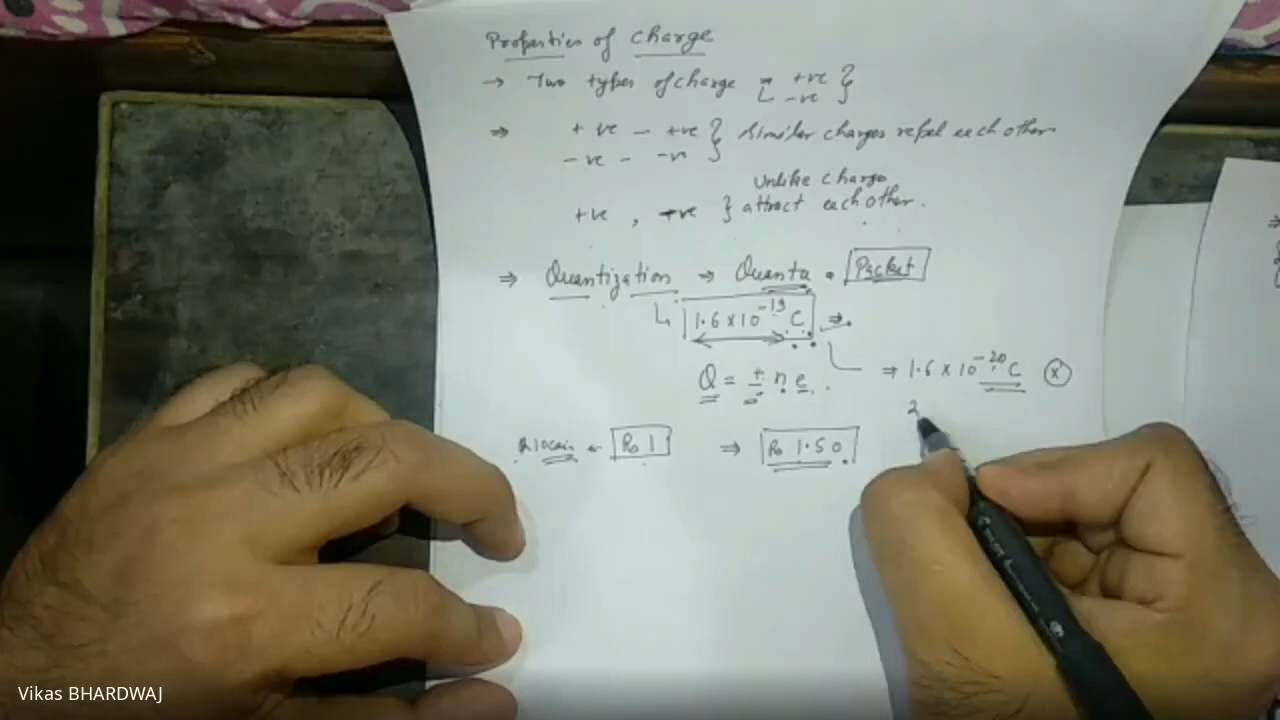 Properties of charge
→ Two types of charge [ +ve
-ve }
⇒ +ve - +ve } Similar charges repel each other
-ve - -ve
Unlike charge
+ve , -ve } attract each other.
⇒ Quantization → Quanta = Packet
↳ 1.6 x 10⁻¹⁹ C ⇒
⇒ 1.6 x 10⁻²⁰ C (x)
Q = ± n e .
2
Rs 1 ⇒ Rs 1.50
Vikas BHARDWAJ